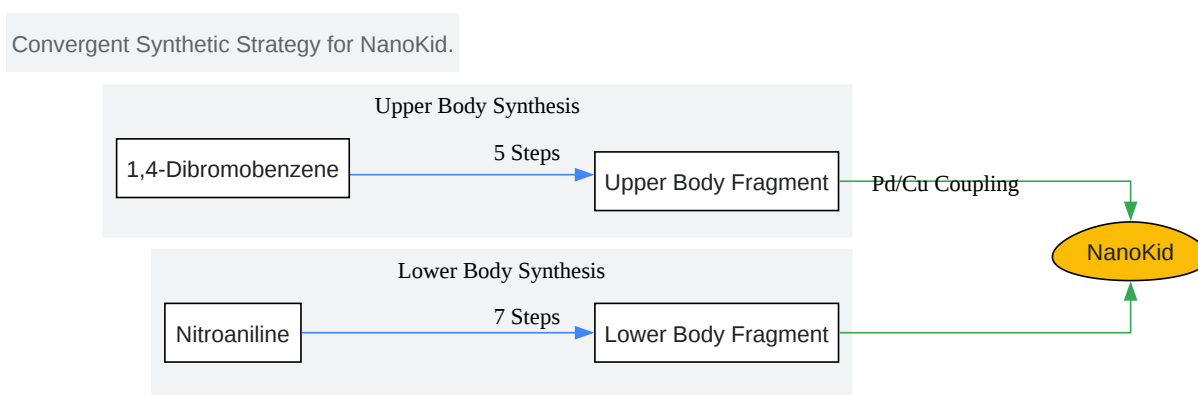 Convergent Synthetic Strategy for NanoKid.
Upper Body Synthesis
1,4-Dibromobenzene
5 Steps
Upper Body Fragment
Pd/Cu Coupling
NanoKid
Lower Body Synthesis
Nitroaniline
7 Steps
Lower Body Fragment